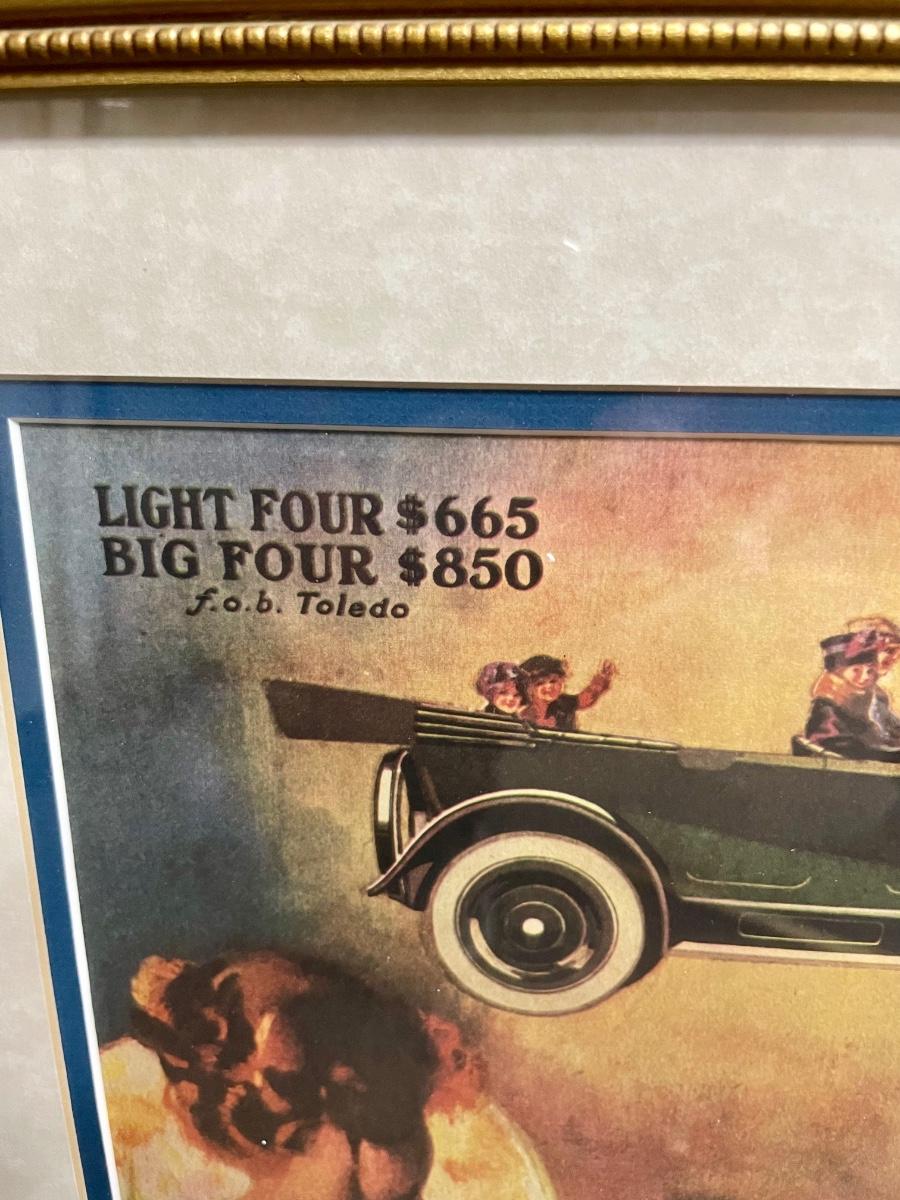 LIGHT FOUR $665
BIG FOUR $850
f.o.b. Toledo